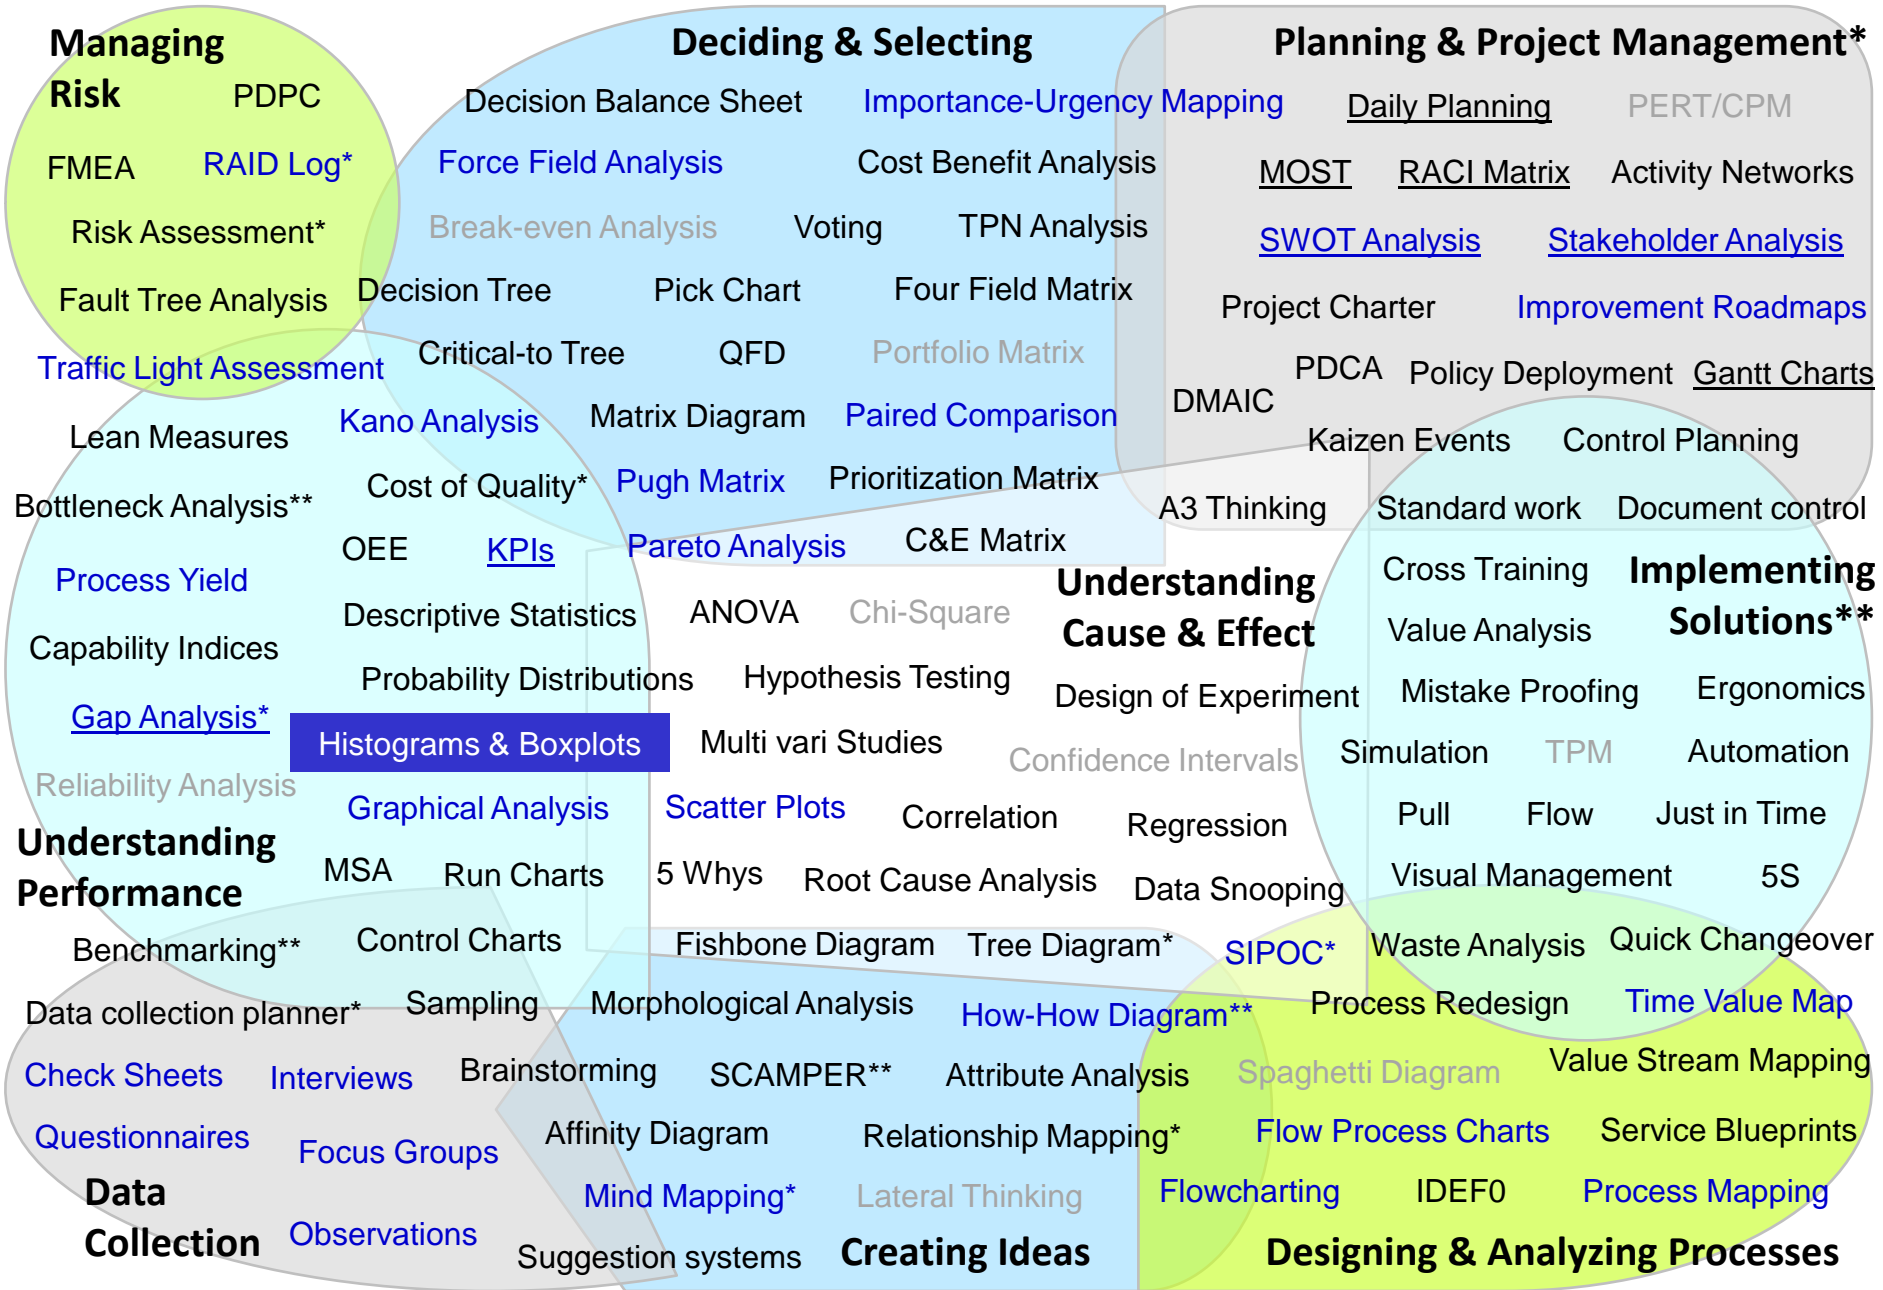 Managing
Risk
PDPC
FMEA
RAID Log*
Risk Assessment*
Fault Tree Analysis
Traffic Light Assessment
Deciding & Selecting
Decision Balance Sheet
Importance-Urgency Mapping
Force Field Analysis
Cost Benefit Analysis
Break-even Analysis
Voting
TPN Analysis
Decision Tree
Pick Chart
Four Field Matrix
Critical-to Tree
QFD
Portfolio Matrix
Kano Analysis
Matrix Diagram
Paired Comparison
Cost of Quality*
Pugh Matrix
Prioritization Matrix
Pareto Analysis
C&E Matrix
Planning & Project Management*
Daily Planning
PERT/CPM
MOST
RACI Matrix
Activity Networks
SWOT Analysis
Stakeholder Analysis
Project Charter
Improvement Roadmaps
PDCA
Policy Deployment
Gantt Charts
DMAIC
Kaizen Events
Control Planning
A3 Thinking
Standard work
Document control
Lean Measures
Bottleneck Analysis**
OEE
KPIs
Process Yield
Descriptive Statistics
Capability Indices
Probability Distributions
Gap Analysis*
Histograms & Boxplots
Reliability Analysis
Graphical Analysis
Understanding
Performance
MSA
Run Charts
Benchmarking**
Control Charts
ANOVA
Chi-Square
Understanding
Cause & Effect
Hypothesis Testing
Design of Experiment
Multi vari Studies
Confidence Intervals
Scatter Plots
Correlation
Regression
5 Whys
Root Cause Analysis
Data Snooping
Fishbone Diagram
Tree Diagram*
SIPOC*
Cross Training
Implementing
Solutions**
Value Analysis
Mistake Proofing
Ergonomics
Simulation
TPM
Automation
Pull
Flow
Just in Time
Visual Management
5S
Waste Analysis
Quick Changeover
Data collection planner*
Sampling
Check Sheets
Interviews
Questionnaires
Focus Groups
Data
Collection
Observations
Morphological Analysis
How-How Diagram**
Brainstorming
SCAMPER**
Attribute Analysis
Affinity Diagram
Relationship Mapping*
Mind Mapping*
Lateral Thinking
Suggestion systems
Creating Ideas
Process Redesign
Time Value Map
Spaghetti Diagram
Value Stream Mapping
Flow Process Charts
Service Blueprints
Flowcharting
IDEF0
Process Mapping
Designing & Analyzing Processes